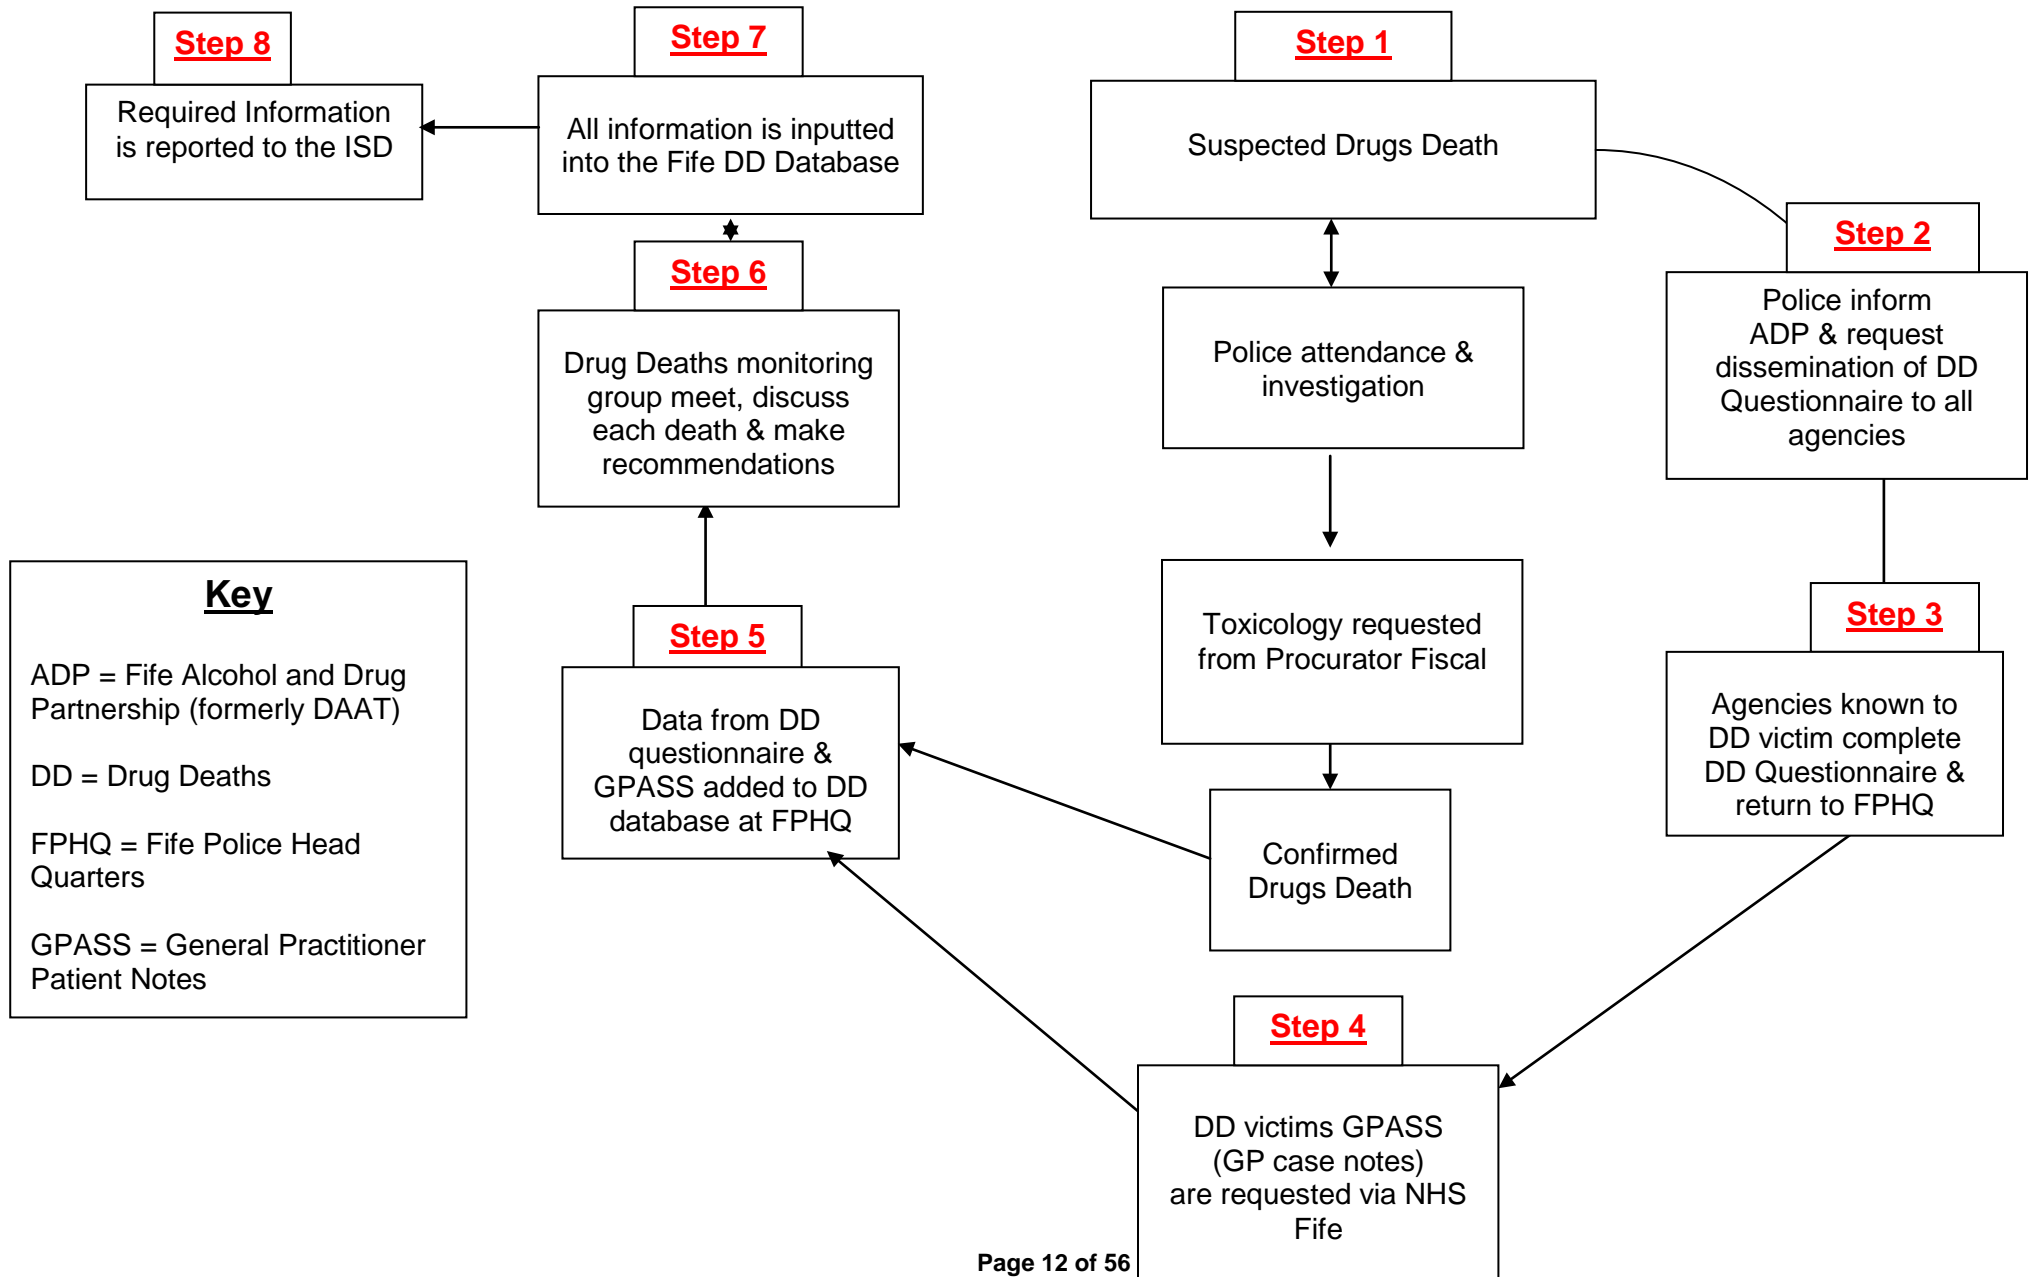 Step 1
Suspected Drugs Death
Police attendance &
investigation
Toxicology requested
from Procurator Fiscal
Confirmed
Drugs Death
Step 2
Police inform
ADP & request
dissemination of DD
Questionnaire to all
agencies
Step 3
Agencies known to
DD victim complete
DD Questionnaire &
return to FPHQ
Step 4
DD victims GPASS
(GP case notes)
are requested via NHS
Fife
Step 5
Data from DD
questionnaire &
GPASS added to DD
database at FPHQ
Step 6
Drug Deaths monitoring
group meet, discuss
each death & make
recommendations
Step 7
All information is inputted
into the Fife DD Database
Step 8
Required Information
is reported to the ISD
Key
ADP = Fife Alcohol and Drug
Partnership (formerly DAAT)
DD = Drug Deaths
FPHQ = Fife Police Head
Quarters
GPASS = General Practitioner
Patient Notes
Page 12 of 56